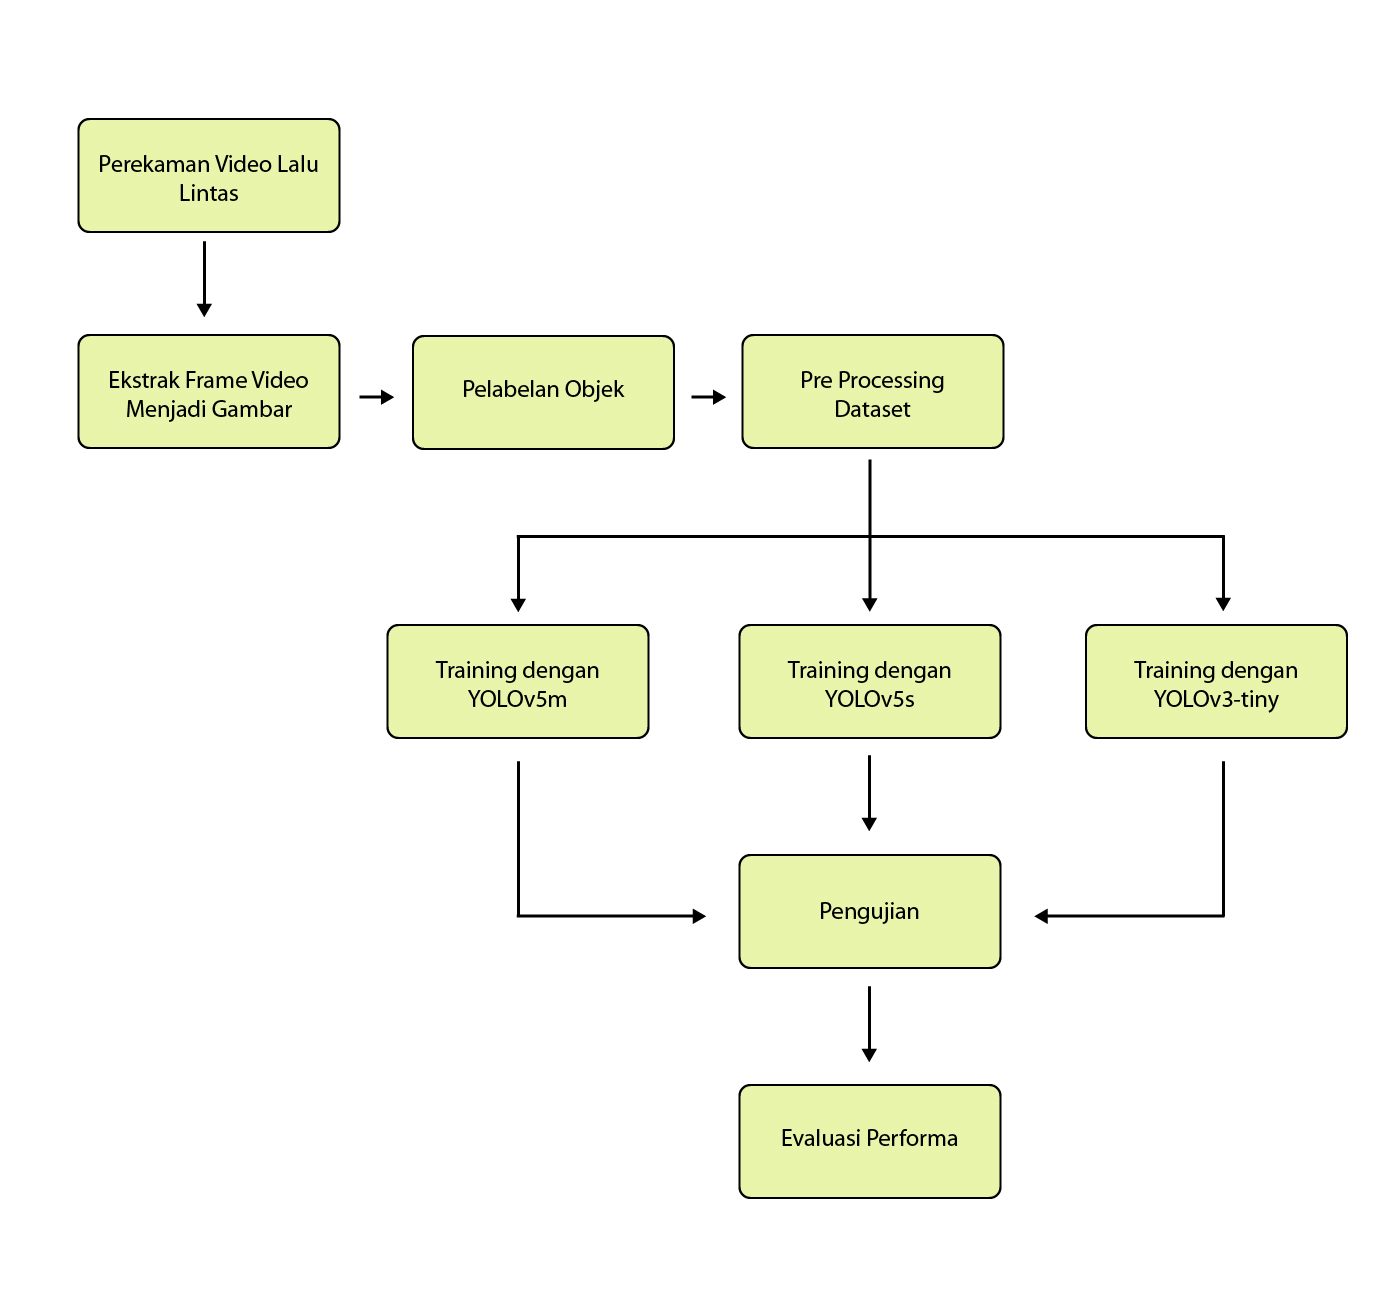 Perekaman Video Lalu
Lintas
Ekstrak Frame Video
Menjadi Gambar
Pelabelan Objek
Pre Processing
Dataset
Training dengan
YOLOv5m
Training dengan
YOLOv5s
Training dengan
YOLOv3-tiny
Pengujian
Evaluasi Performa